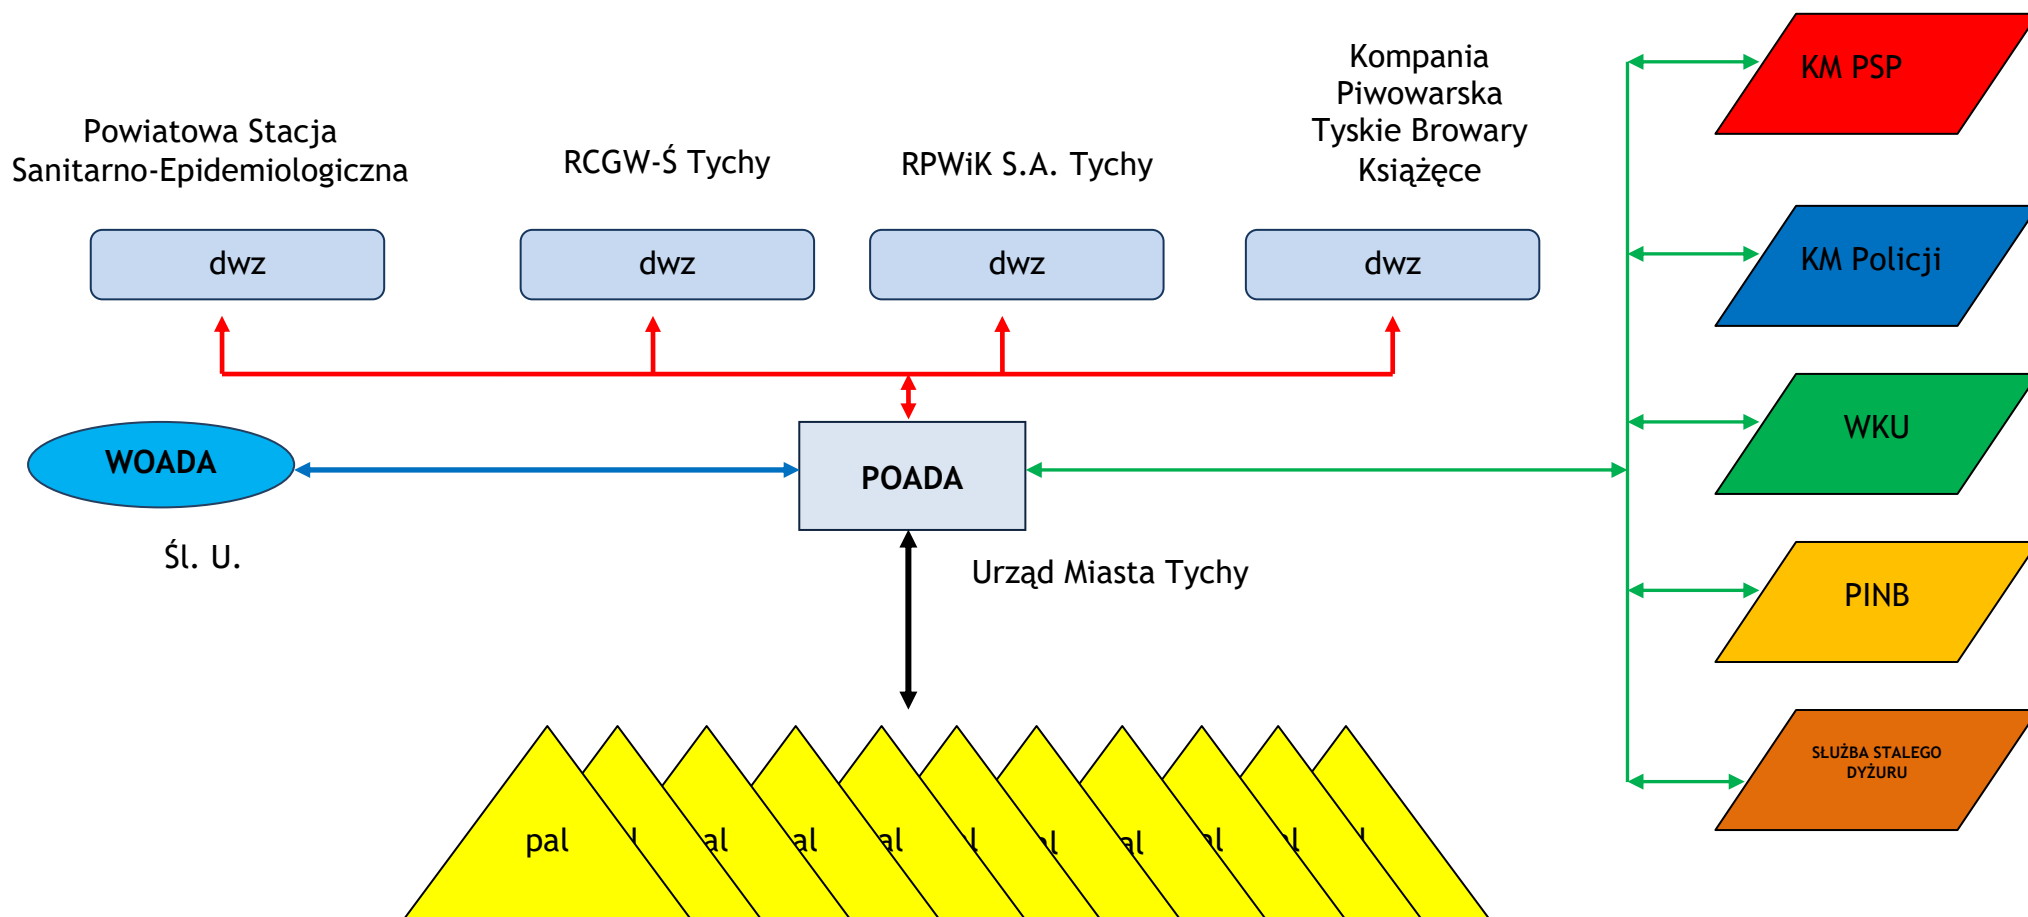 Powiatowa Stacja
Sanitarno-Epidemiologiczna
RCGW-Ś Tychy
RPWiK S.A. Tychy
Kompania
Piwowarska
Tyskie Browary
Książęce
dwz
dwz
dwz
dwz
KM PSP
KM Policji
WKU
PINB
SŁUŻBA STALEGO
DYŻURU
WOADA
Śl. U.
POADA
Urząd Miasta Tychy
pal